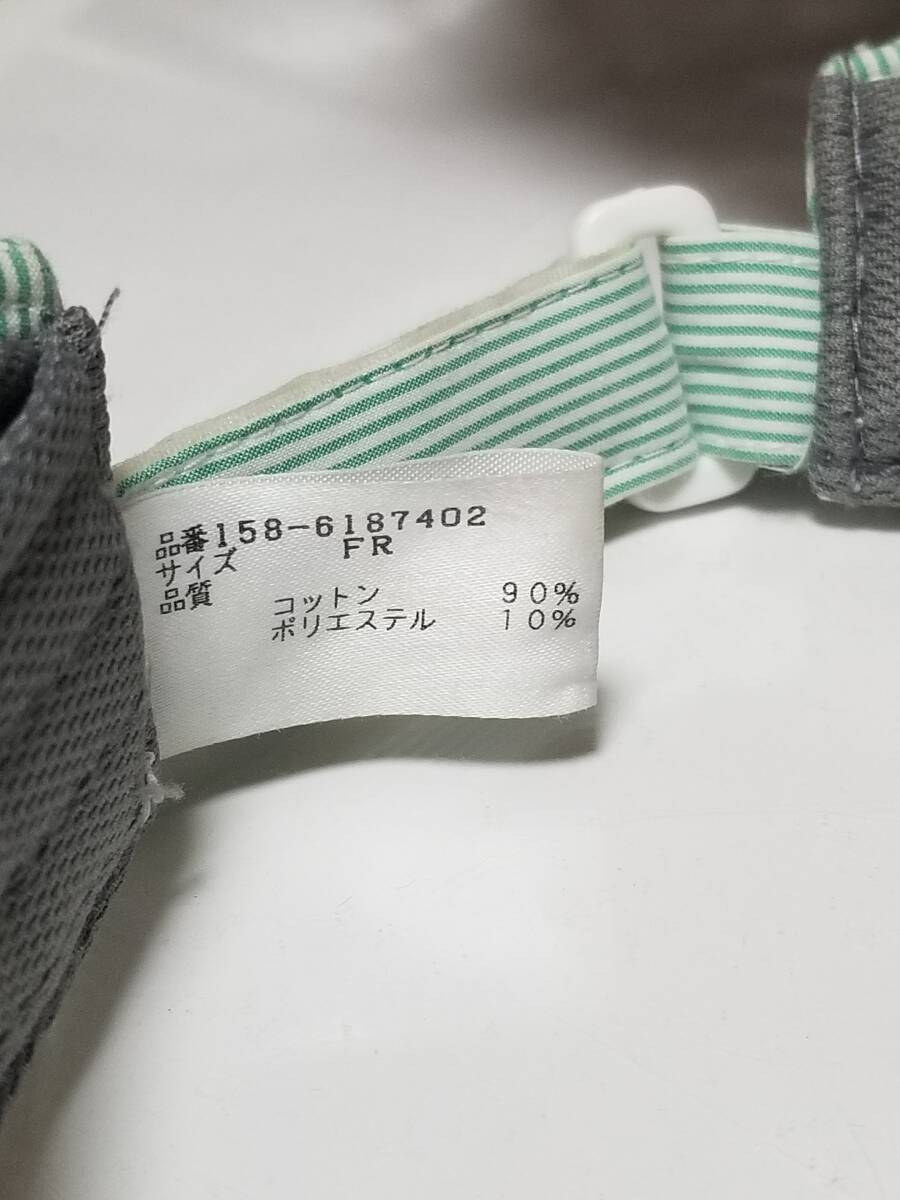 品番158-6187402
サイズ FR
品質 コットン 90%
ポリエステル 10%